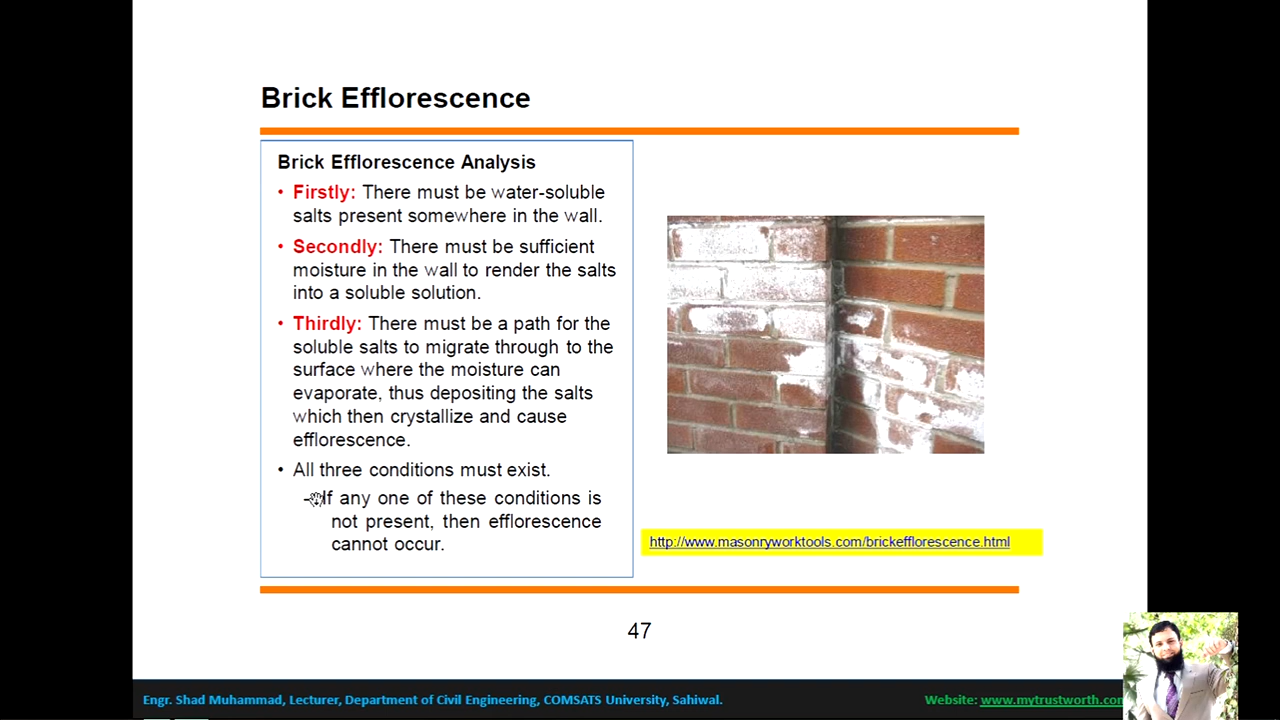 Brick Efflorescence
Brick Efflorescence Analysis
• Firstly: There must be water-soluble
salts present somewhere in the wall.
• Secondly: There must be sufficient
moisture in the wall to render the salts
into a soluble solution.
• Thirdly: There must be a path for the
soluble salts to migrate through to the
surface where the moisture can
evaporate, thus depositing the salts
which then crystallize and cause
efflorescence.
• All three conditions must exist.
- If any one of these conditions is
not present, then efflorescence
cannot occur.
http://www.masonryworktools.com/brickefflorescence.html
47
Engr. Shad Muhammad, Lecturer, Department of Civil Engineering, COMSATS University, Sahiwal.
Website: www.mytrustworth.co